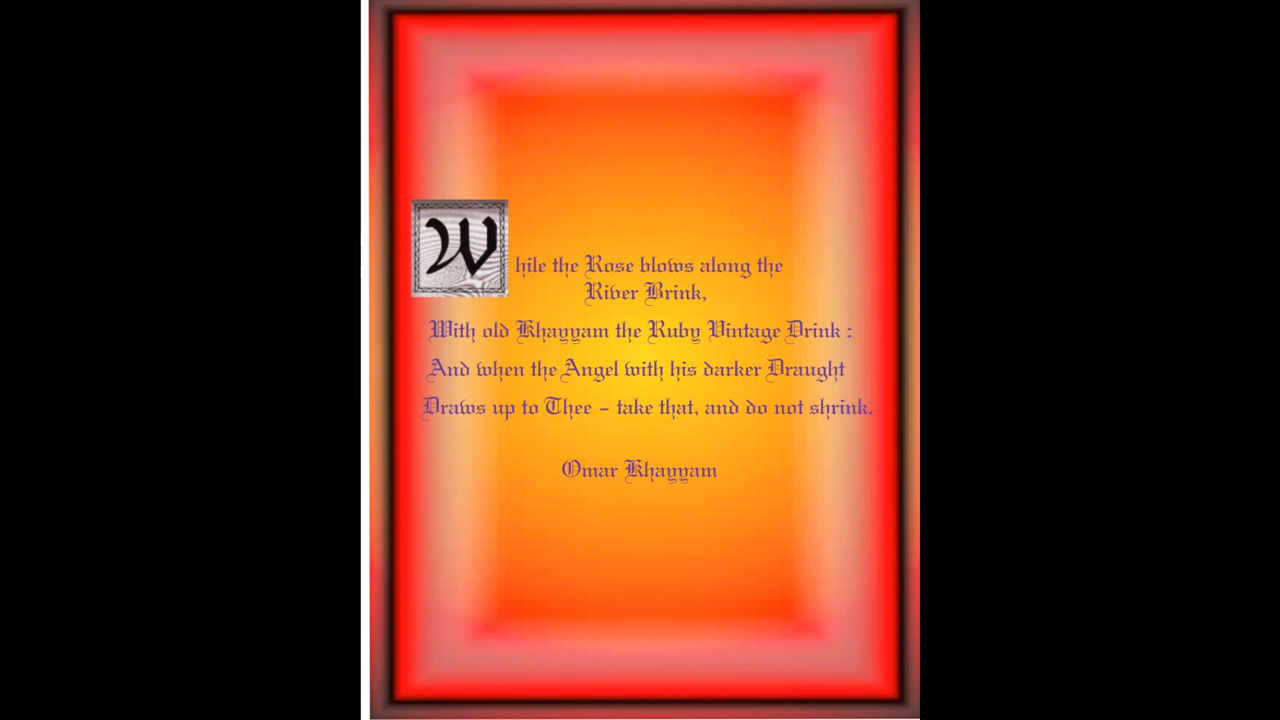 While the Rose blows along the
River Brink,
With old Khayyam the Ruby Vintage Drink :
And when the Angel with his darker Draught
Draws up to Thee – take that, and do not shrink.
Omar Khayyam